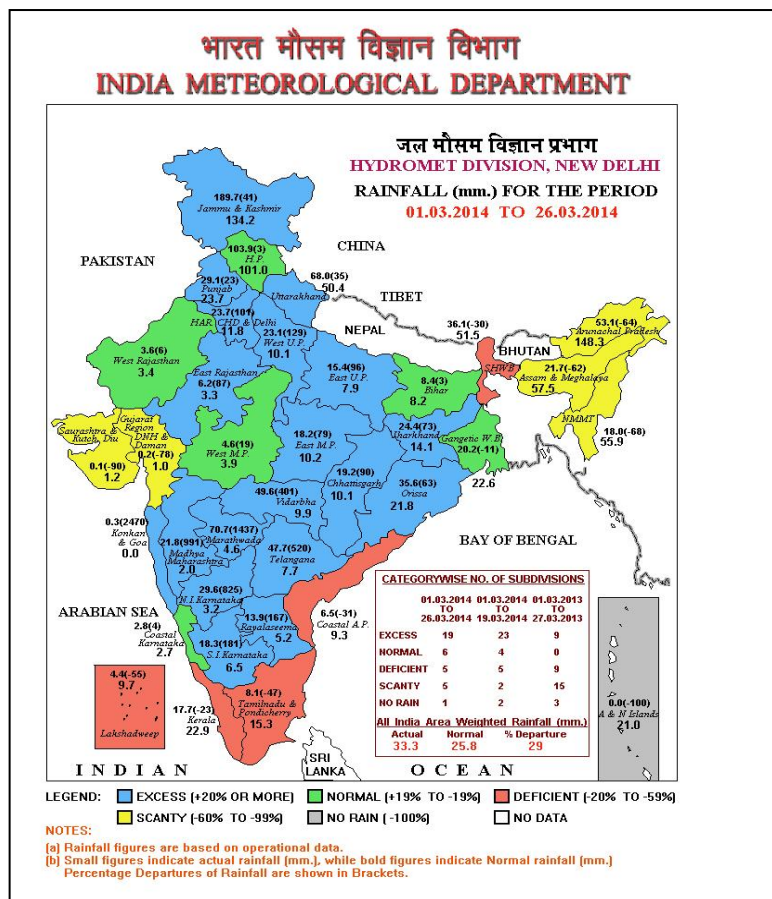 भारत मौसम विज्ञान विभाग
INDIA METEOROLOGICAL DEPARTMENT
जल मौसम विज्ञान प्रभाग
HYDROMET DIVISION, NEW DELHI
RAINFALL (mm.) FOR THE PERIOD
01.03.2014 TO 26.03.2014
189.7(41)
Jammu & Kashmir
134.2
CHINA
PAKISTAN
103.9(3)
H.P.
101.0
29.1(23)
Punjab
23.7
68.0(35)
50.4
Uttarakhand
TIBET
23.7(101)
HAR. CHD & Delhi
11.8
NEPAL
23.1(129)
West U.P.
10.1
36.1(-30)
51.5
BHUTAN
SHWB
53.1(-64)
Arunachal Pradesh
148.3
3.6(6)
West Rajasthan
3.4
East Rajasthan
6.2(87)
3.3
15.4(96)
East U.P.
7.9
8.4(3)
Bihar
8.2
21.7(-62)
Assam & Meghalaya
57.5
NMMT
18.0(-68)
55.9
Saurashtra &
Kutch, Diu
0.1(-90)
1.2
Gujarat
Region
DNH &
Daman
0.2(-78)
1.0
4.6(19)
West M.P.
3.9
18.2(79)
East M.P.
10.2
24.4(73)
Jharkhand
14.1
Gangetic W.B.
20.2(-11)
22.6
19.2(90)
Chhattisgarh
10.1
35.6(63)
Orissa
21.8
49.6(401)
Vidarbha
9.9
0.3(2470)
Konkan
& Goa
0.0
21.8(991)
Madhya
Maharashtra
2.0
70.7(1437)
Marathwada
4.6
47.7(520)
Telangana
7.7
BAY OF BENGAL
ARABIAN SEA
29.6(825)
N.I.Karnataka
3.2
2.8(4)
Coastal
Karnataka
2.7
13.9(167)
Rayalaseema
5.2
6.5(-31)
Coastal A.P.
9.3
18.3(181)
S.I.Karnataka
6.5
4.4(-55)
9.7
Lakshadweep
17.7(-23)
Kerala
22.9
8.1(-47)
Tamilnadu &
Pondicherry
15.3
0.0(-100)
A & N Islands
21.0
CATEGORYWISE NO. OF SUBDIVISIONS
01.03.2014 01.03.2014 01.03.2013
TO TO TO
26.03.2014 19.03.2014 27.03.2013
EXCESS 19 23 9
NORMAL 6 4 0
DEFICIENT 5 5 9
SCANTY 5 2 15
NO RAIN 1 2 3
All India Area Weighted Rainfall (mm.)
Actual Normal % Departure
33.3 25.8 29
SRI
LANKA
INDIAN OCEAN
LEGEND: EXCESS (+20% OR MORE) NORMAL (+19% TO -19%) DEFICIENT (-20% TO -59%)
SCANTY (-60% TO -99%) NO RAIN (-100%) NO DATA
NOTES:
(a) Rainfall figures are based on operational data.
(b) Small figures indicate actual rainfall (mm.), while bold figures indicate Normal rainfall (mm.)
Percentage Departures of Rainfall are shown in Brackets.